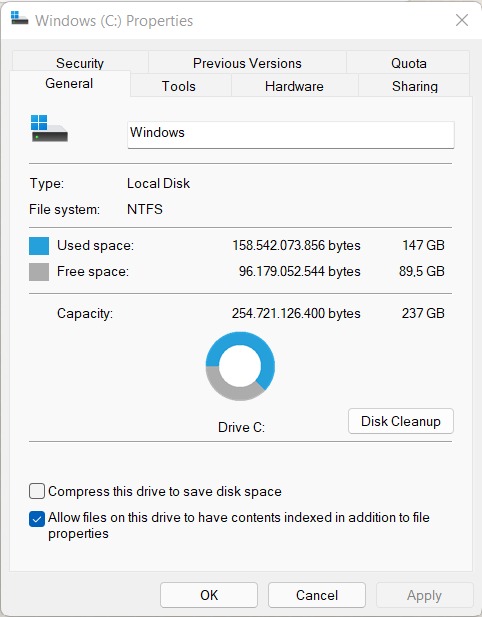 Windows (C:) Properties
Security Previous Versions Quota
General Tools Hardware Sharing
Windows
Type: Local Disk
File system: NTFS
Used space: 158.542.073.856 bytes 147 GB
Free space: 96.179.052.544 bytes 89,5 GB
Capacity: 254.721.126.400 bytes 237 GB
Drive C: Disk Cleanup
Compress this drive to save disk space
Allow files on this drive to have contents indexed in addition to file
properties
OK Cancel Apply